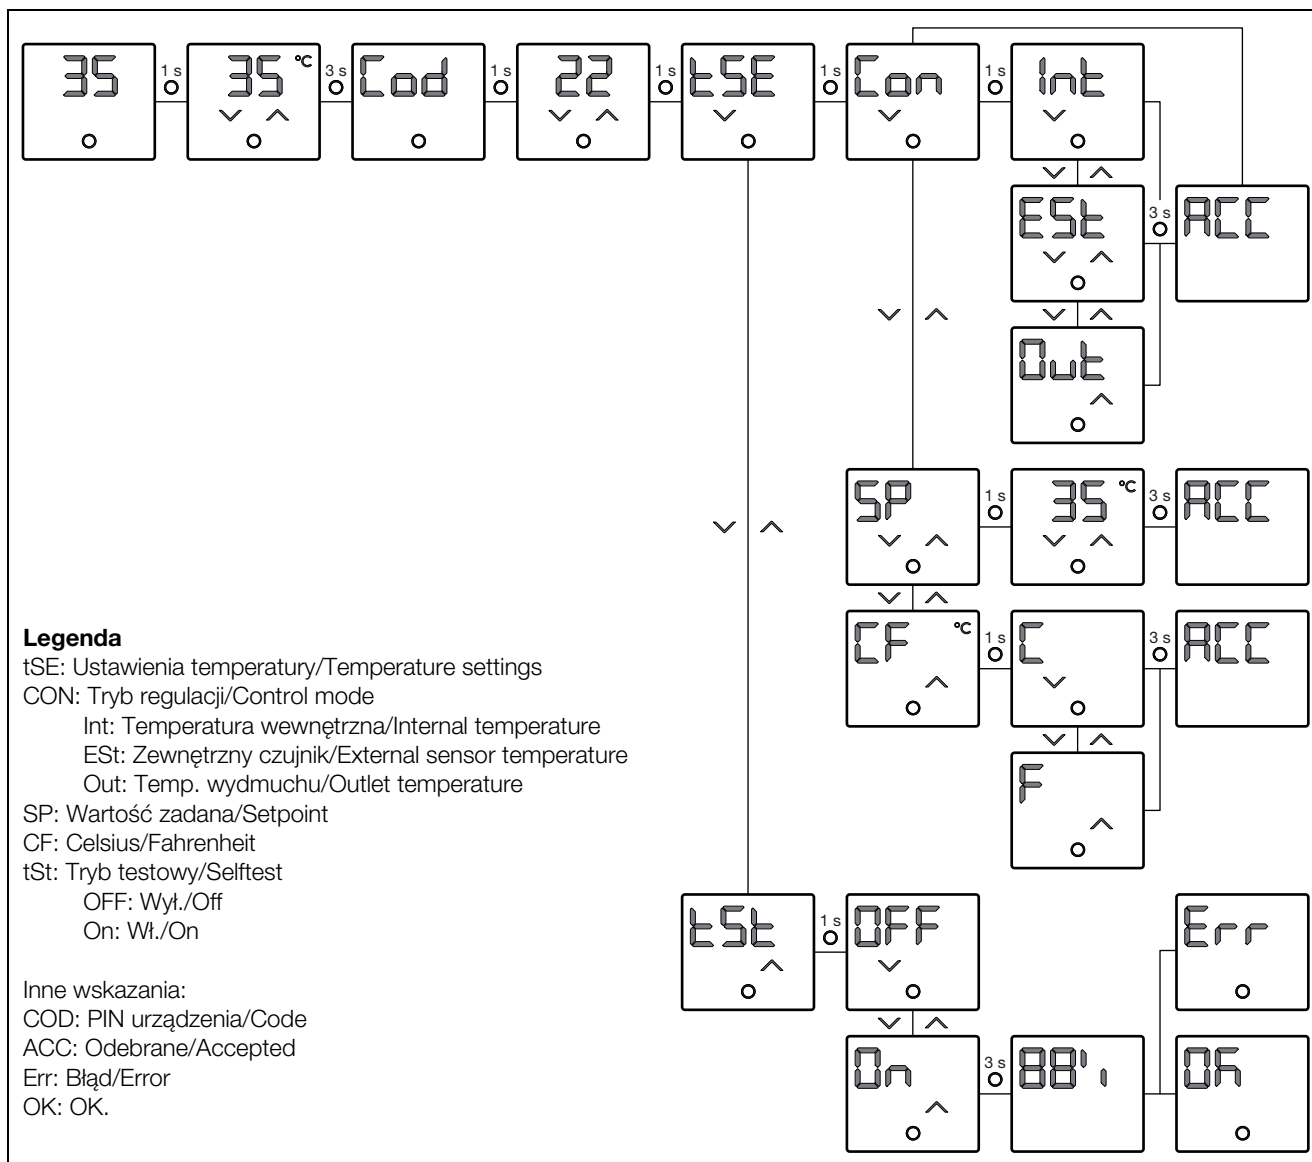 35 1 s 35 °C 3 s Cod 1 s 22 1 s tSE 1 s Con 1 s Int
ESt 3 s ACC
Out
SP 1 s 35 °C 3 s ACC
CF °C 1 s C 3 s ACC
F
Legenda
tSE: Ustawienia temperatury/Temperature settings
CON: Tryb regulacji/Control mode
Int: Temperatura wewnętrzna/Internal temperature
ESt: Zewnętrzny czujnik/External sensor temperature
Out: Temp. wydmuchu/Outlet temperature
SP: Wartość zadana/Setpoint
CF: Celsius/Fahrenheit
tSt: Tryb testowy/Selftest
OFF: Wył./Off
On: Wł./On
tSt 1 s OFF Err
On 3 s 88 OK
Inne wskazania:
COD: PIN urządzenia/Code
ACC: Odebrane/Accepted
Err: Błąd/Error
OK: OK.